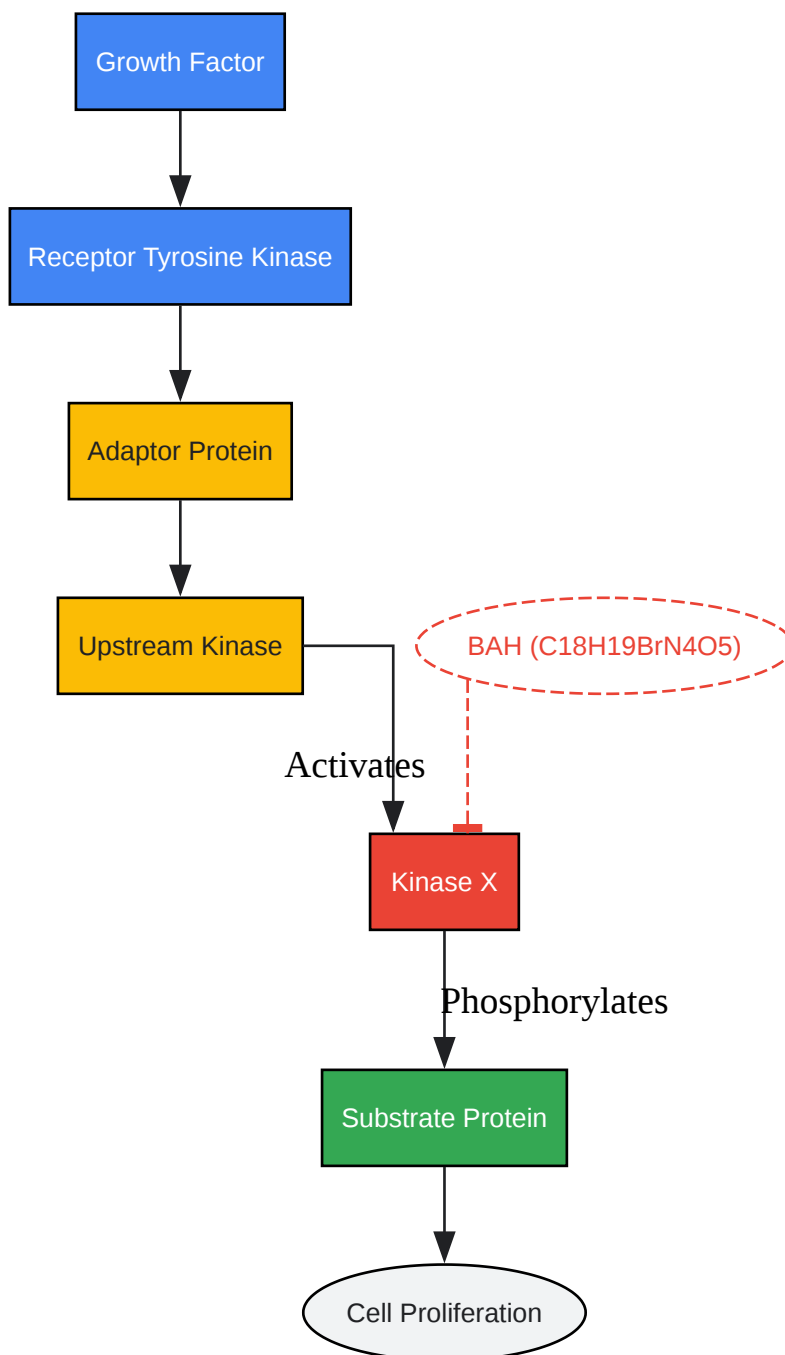 Growth Factor
Receptor Tyrosine Kinase
Adaptor Protein
Upstream Kinase
BAH (C18H19BrN4O5)
Activates
Kinase X
Phosphorylates
Substrate Protein
Cell Proliferation